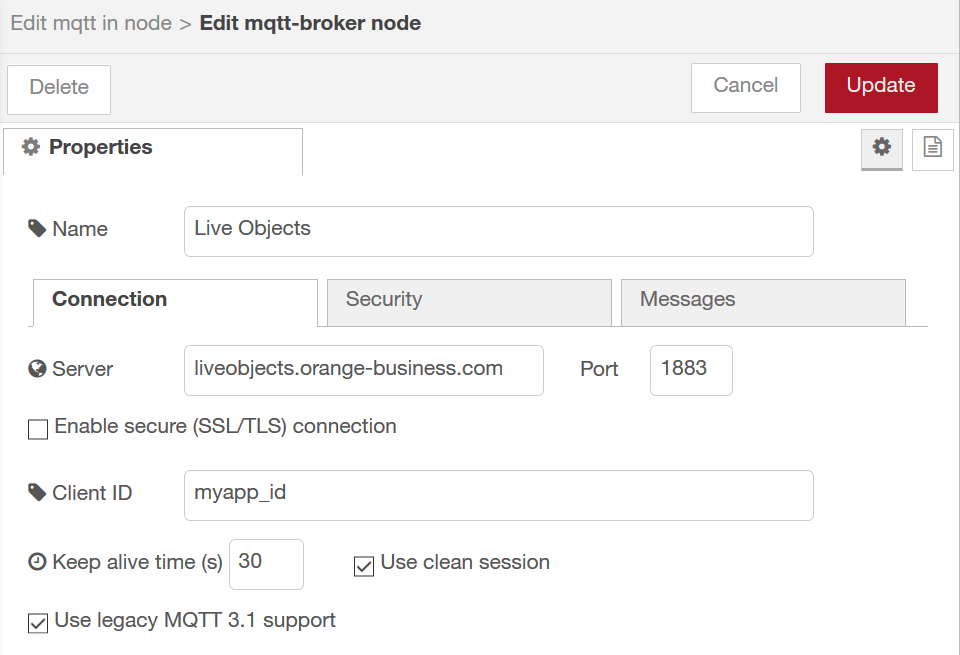 Edit mqtt in node > Edit mqtt-broker node
Delete
Cancel
Update
Properties
Name
Live Objects
Connection
Security
Messages
Server
liveobjects.orange-business.com
Port
1883
Enable secure (SSL/TLS) connection
Client ID
myapp_id
Keep alive time (s)
30
Use clean session
Use legacy MQTT 3.1 support